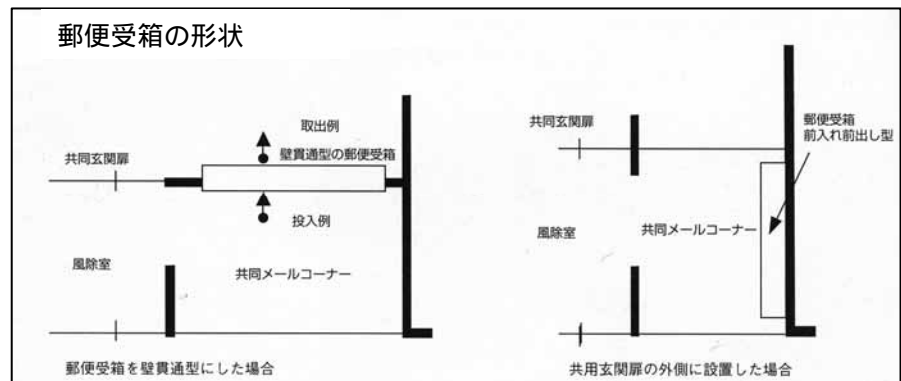 郵便受箱の形状
取出例
共同玄関扉
壁貫通型の郵便受箱
投入例
風除室
共同メールコーナー
郵便受箱を壁貫通型にした場合
共同玄関扉
郵便受箱
前入れ前出し型
共同メールコーナー
風除室
共用玄関扉の外側に設置した場合